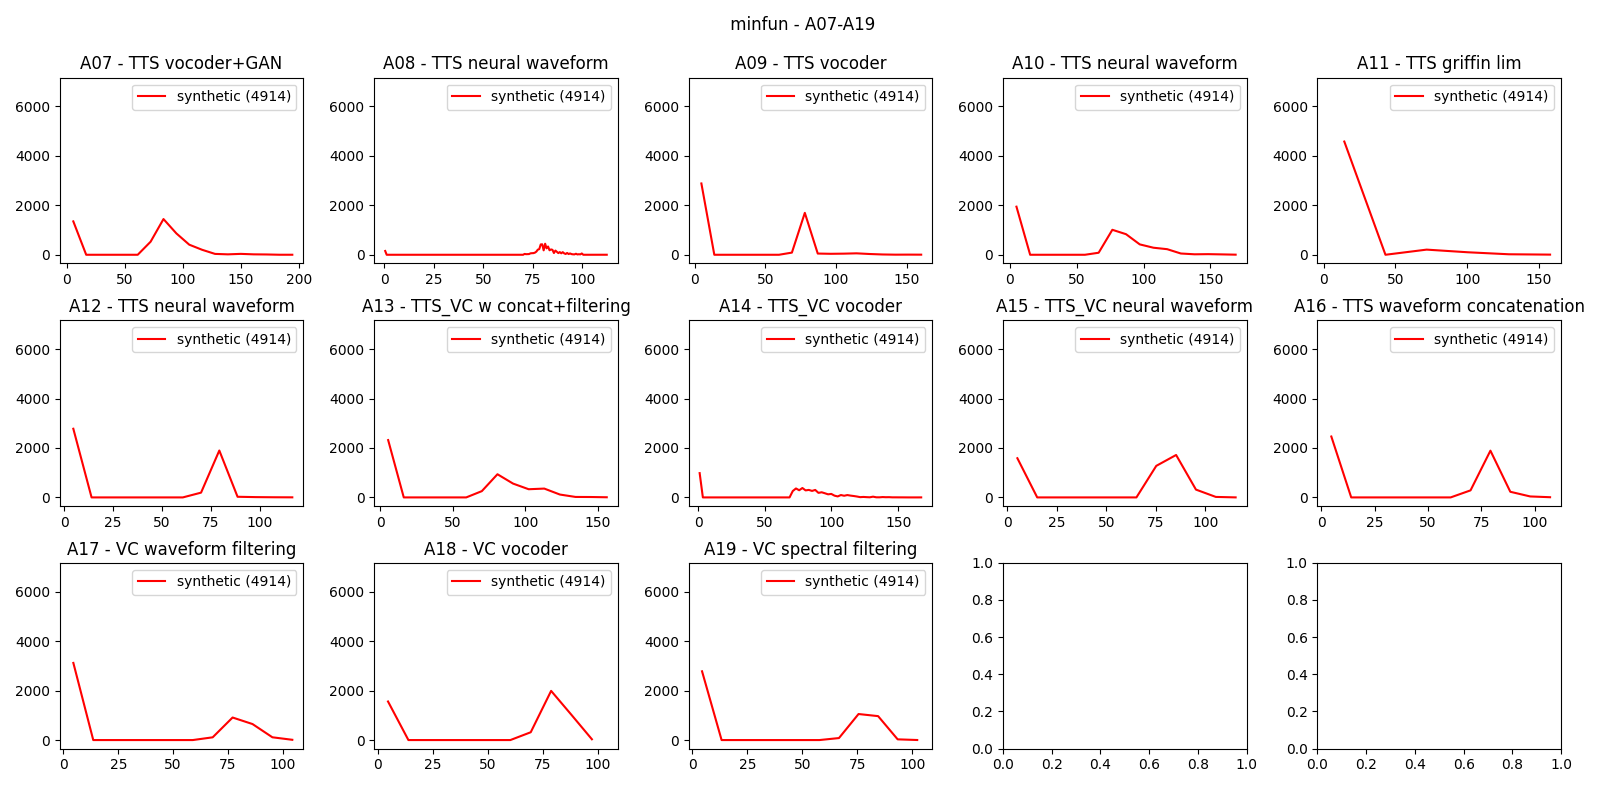 minfun - A07-A19
A07 - TTS vocoder+GAN
A08 - TTS neural waveform
A09 - TTS vocoder
A10 - TTS neural waveform
A11 - TTS griffin lim
synthetic (4914)
synthetic (4914)
synthetic (4914)
synthetic (4914)
synthetic (4914)
6000
4000
2000
0
6000
4000
2000
0
6000
4000
2000
0
6000
4000
2000
0
6000
4000
2000
0
0 50 100 150 200
0 50 100
0 50 100 150
0 50 100 150
0 50 100 150
A12 - TTS neural waveform
A13 - TTS_VC w concat+filtering
A14 - TTS_VC vocoder
A15 - TTS_VC neural waveform
A16 - TTS waveform concatenation
synthetic (4914)
synthetic (4914)
synthetic (4914)
synthetic (4914)
synthetic (4914)
6000
4000
2000
0
6000
4000
2000
0
6000
4000
2000
0
6000
4000
2000
0
6000
4000
2000
0
0 25 50 75 100
0 50 100 150
0 50 100 150
0 25 50 75 100
0 25 50 75 100
A17 - VC waveform filtering
A18 - VC vocoder
A19 - VC spectral filtering
synthetic (4914)
synthetic (4914)
synthetic (4914)
6000
4000
2000
0
6000
4000
2000
0
6000
4000
2000
0
1.0
0.8
0.6
0.4
0.2
0.0
1.0
0.8
0.6
0.4
0.2
0.0
0 25 50 75 100
0 25 50 75 100
0 25 50 75 100
0.0 0.2 0.4 0.6 0.8 1.0
0.0 0.2 0.4 0.6 0.8 1.0